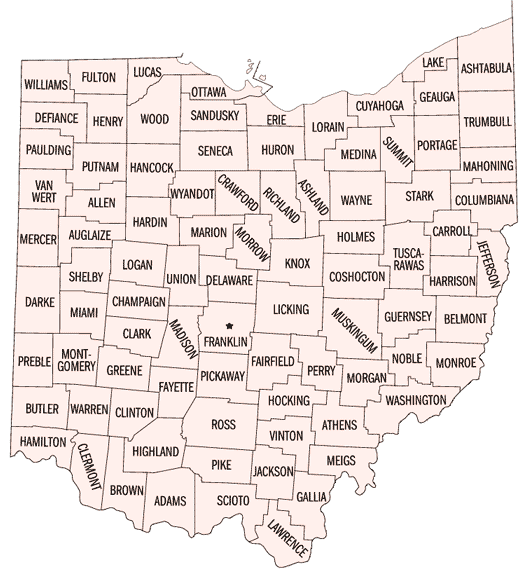 LAKE
ASHTABULA
LUCAS
FULTON
WILLIAMS
OTTAWA
GEAUGA
CUYAHOGA
DEFIANCE
HENRY
WOOD
SANDUSKY
ERIE
LORAIN
TRUMBULL
PAULDING
SENECA
HURON
MEDINA
SUMMIT
PORTAGE
PUTNAM
HANCOCK
MAHONING
VAN
WERT
ALLEN
WYANDOT
CRAWFORD
RICHLAND
ASHLAND
WAYNE
STARK
COLUMBIANA
HARDIN
MARION
MORROW
HOLMES
CARROLL
JEFFERSON
MERCER
AUGLAIZE
TUSCA-
RAWAS
LOGAN
UNION
KNOX
COSHOCTON
HARRISON
SHELBY
DELAWARE
DARKE
CHAMPAIGN
LICKING
MIAMI
MUSKINGUM
GUERNSEY
BELMONT
CLARK
MADISON
FRANKLIN
PREBLE
MONT-
GOMERY
GREENE
FAIRFIELD
PERRY
NOBLE
MONROE
PICKAWAY
MORGAN
FAYETTE
HOCKING
WASHINGTON
BUTLER
WARREN
CLINTON
ROSS
ATHENS
HAMILTON
CLERMONT
HIGHLAND
VINTON
MEIGS
PIKE
JACKSON
BROWN
ADAMS
SCIOTO
GALLIA
LAWRENCE